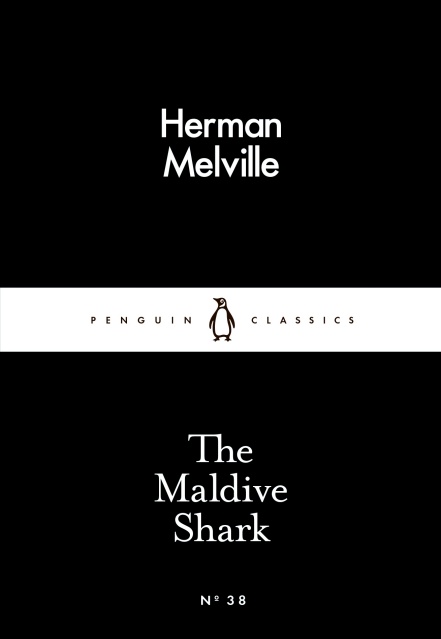 Herman
Melville
PENGUIN CLASSICS
The
Maldive
Shark
Nº 38